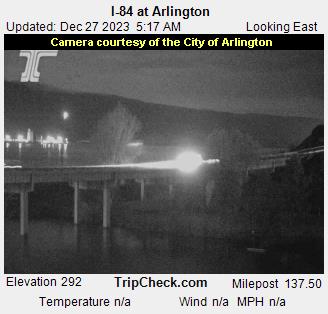 I-84 at Arlington
Updated: Dec 27 2023 5:17 AM Looking East
Camera courtesy of the City of Arlington
Elevation 292 TripCheck.com Milepost 137.50
Temperature n/a Wind n/a MPH n/a